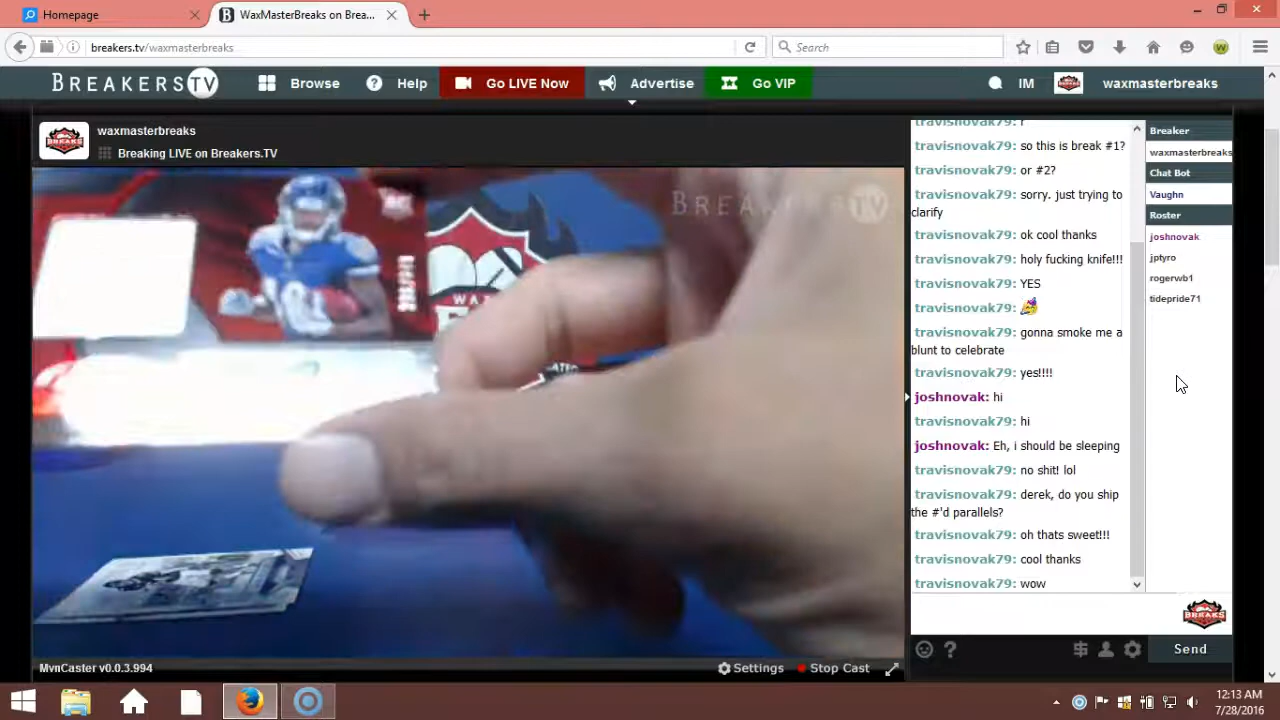 Homepage
WaxMasterBreaks on Brea...
breakers.tv/waxmasterbreaks
Search
BREAKERSTV
Browse
Help
Go LIVE Now
Advertise
Go VIP
IM
waxmasterbreaks
waxmasterbreaks
Breaking LIVE on Breakers.TV
BREAKERSTV
travisnovak79: so this is break #1?
or #2?
travisnovak79: sorry. just trying to
clarify
travisnovak79: ok cool thanks
travisnovak79: holy fucking knife!!!
travisnovak79: YES
travisnovak79:
travisnovak79: gonna smoke me a
blunt to celebrate
travisnovak79: yes!!!!
joshnovak: hi
travisnovak79: hi
joshnovak: Eh, i should be sleeping
travisnovak79: no shit! lol
travisnovak79: derek, do you ship
the #'d parallels?
travisnovak79: oh thats sweet!!!
travisnovak79: cool thanks
travisnovak79: wow
Breaker
waxmasterbreaks
Chat Bot
Vaughn
Roster
joshnovak
jptyro
rogerwb1
tidepride71
BREAKS
Send
MvnCaster v0.0.3.994
Settings
Stop Cast
12:13 AM
7/28/2016